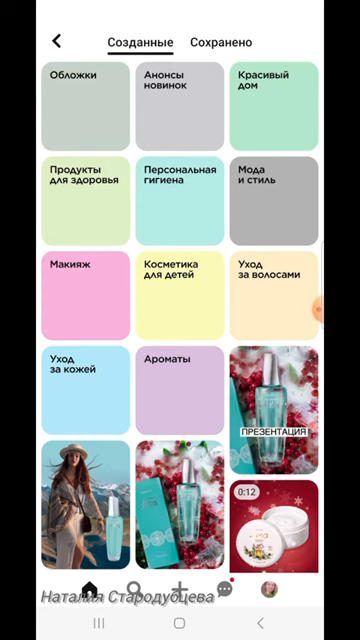 Созданные
Сохранено
Обложки
Анонсы
новинок
Красивый
дом
Продукты
для здоровья
Персональная
гигиена
Мода
и стиль
Макияж
Косметика
для детей
Уход
за волосами
Уход
за кожей
Ароматы
ПРЕЗЕНТАЦИЯ
0:12
Наталия Стародубцева